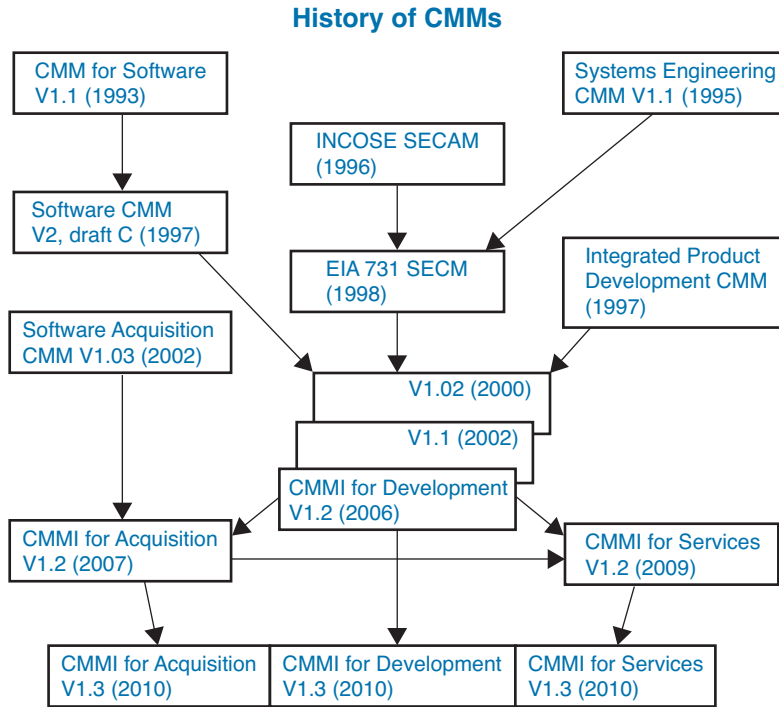 History of CMMs
CMM for Software
V1.1 (1993)
Systems Engineering
CMM V1.1 (1995)
INCOSE SECAM
(1996)
Software CMM
V2, draft C (1997)
EIA 731 SECM
(1998)
Integrated Product
Development CMM
(1997)
Software Acquisition
CMM V1.03 (2002)
V1.02 (2000)
V1.1 (2002)
CMMI for Development
V1.2 (2006)
CMMI for Acquisition
V1.2 (2007)
CMMI for Services
V1.2 (2009)
CMMI for Acquisition
V1.3 (2010)
CMMI for Development
V1.3 (2010)
CMMI for Services
V1.3 (2010)